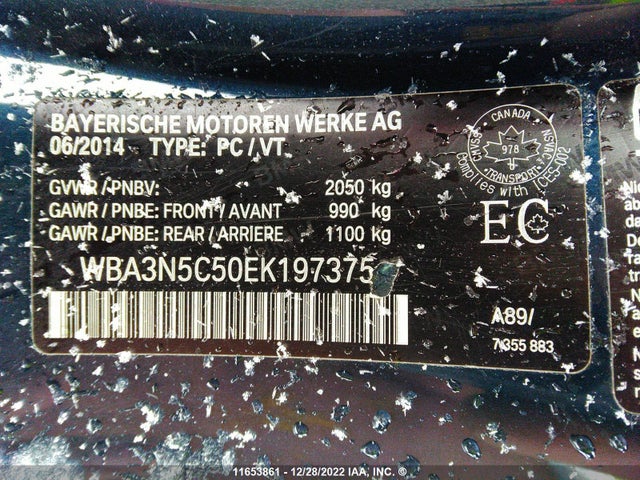 BAYERISCHE MOTOREN WERKE AG
06/2014 TYPE: PC / VT
GVWR / PNBV: 2050 kg
GAWR / PNBE: FRONT / AVANT 990 kg
GAWR / PNBE: REAR / ARRIERE 1100 kg
WBA3N5C50EK197375
CANADA
978
TRANSPORT
Complies with ICES-002
EC
A89/
7 355 883
11653861 - 12/28/2022 IAA, INC. ®